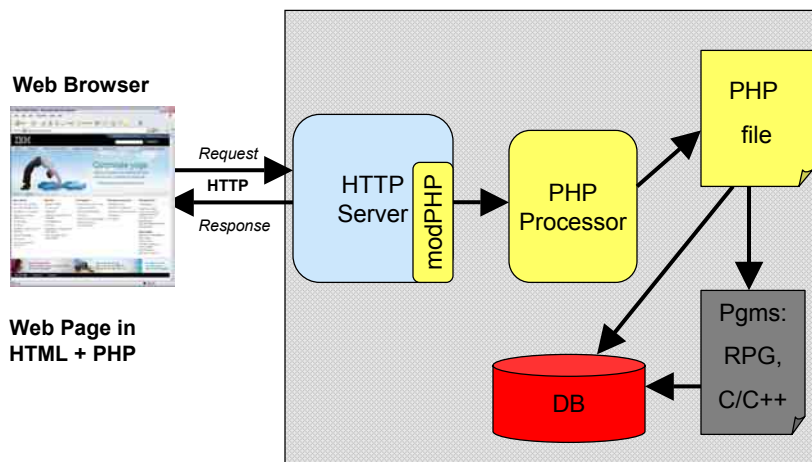 Web Browser
IBM
Web Page in
HTML + PHP
Request
HTTP
Response
HTTP
Server
modPHP
PHP
Processor
PHP
file
Pgms:
RPG,
C/C++
DB